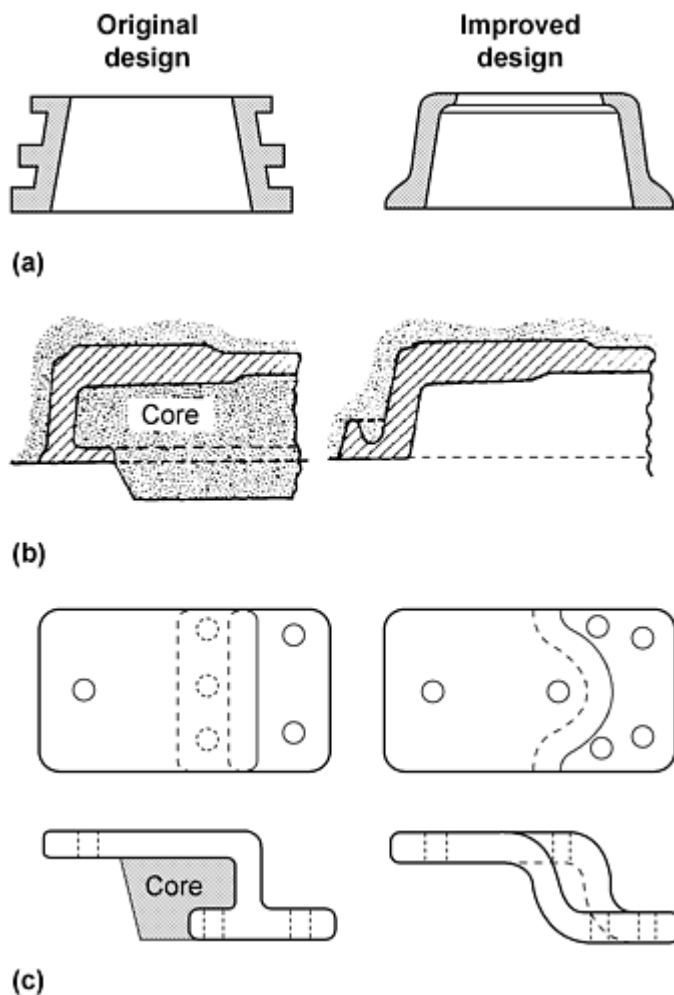 Original
design
Improved
design
(a)
Core
(b)
Core
(c)